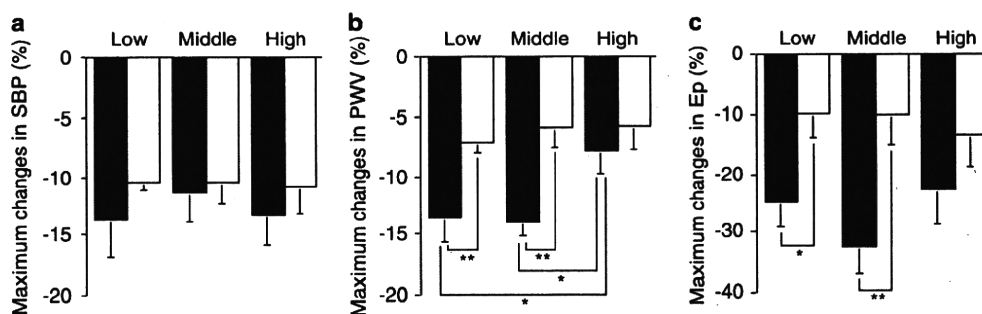 a
Low Middle High
Maximum changes in SBP (%)
0
-5
-10
-15
-20
b
Low Middle High
Maximum changes in PWV (%)
0
-5
-10
-15
-20
**
**
*
*
c
Low Middle High
Maximum changes in Ep (%)
0
-10
-20
-30
-40
*
**